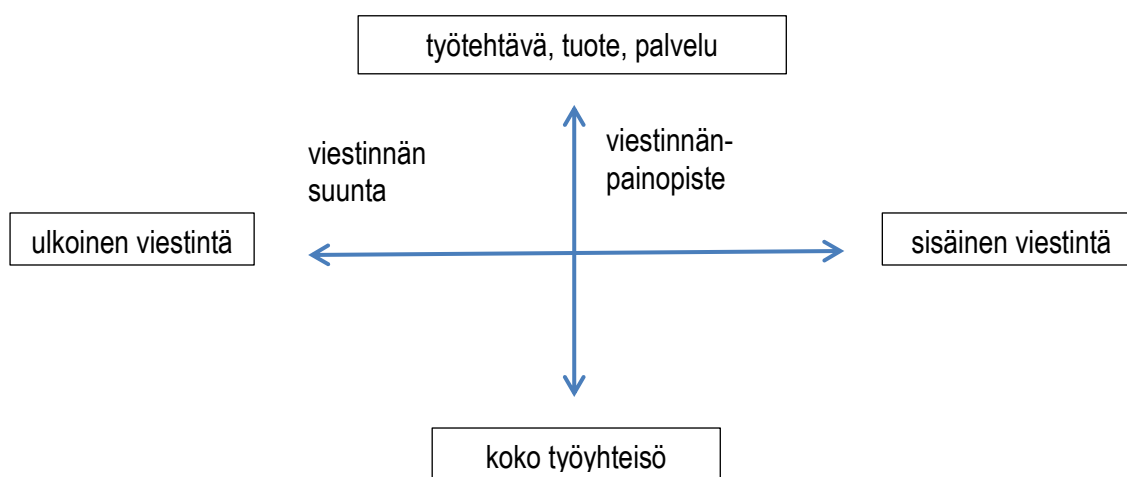 työtehtävä, tuote, palvelu
viestinnän
suunta
viestinnän-
painopiste
ulkoinen viestintä
sisäinen viestintä
koko työyhteisö